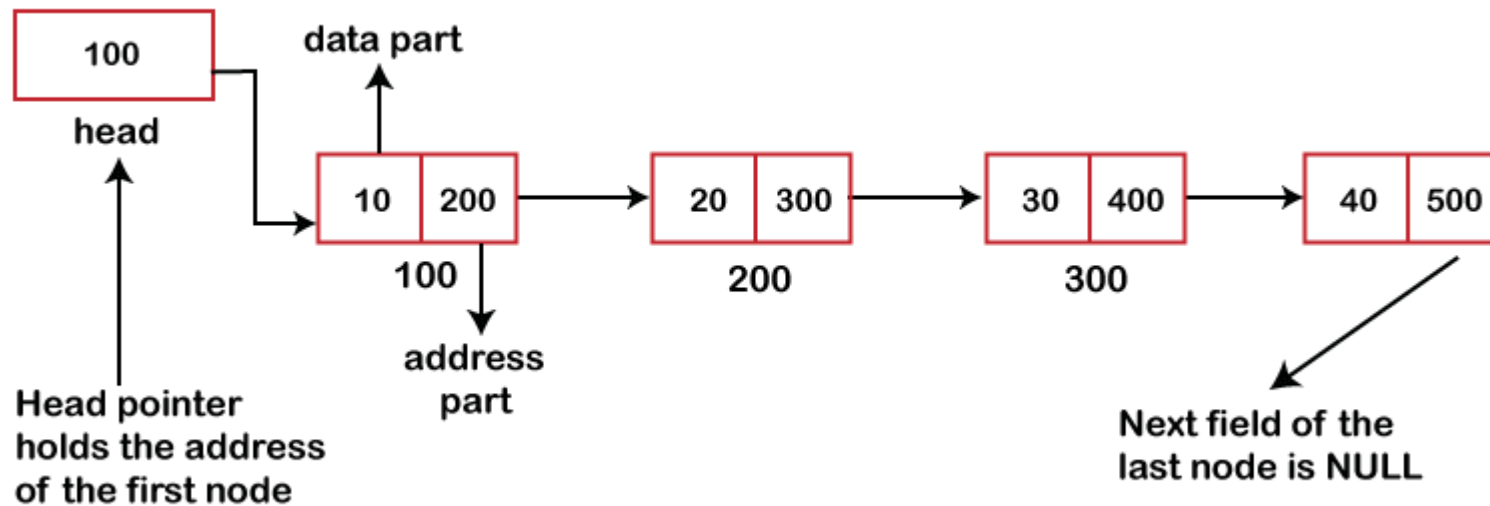 100
head
data part
10 200
20 300
30 400
40 500
100
200
300
address
part
Head pointer
holds the address
of the first node
Next field of the
last node is NULL